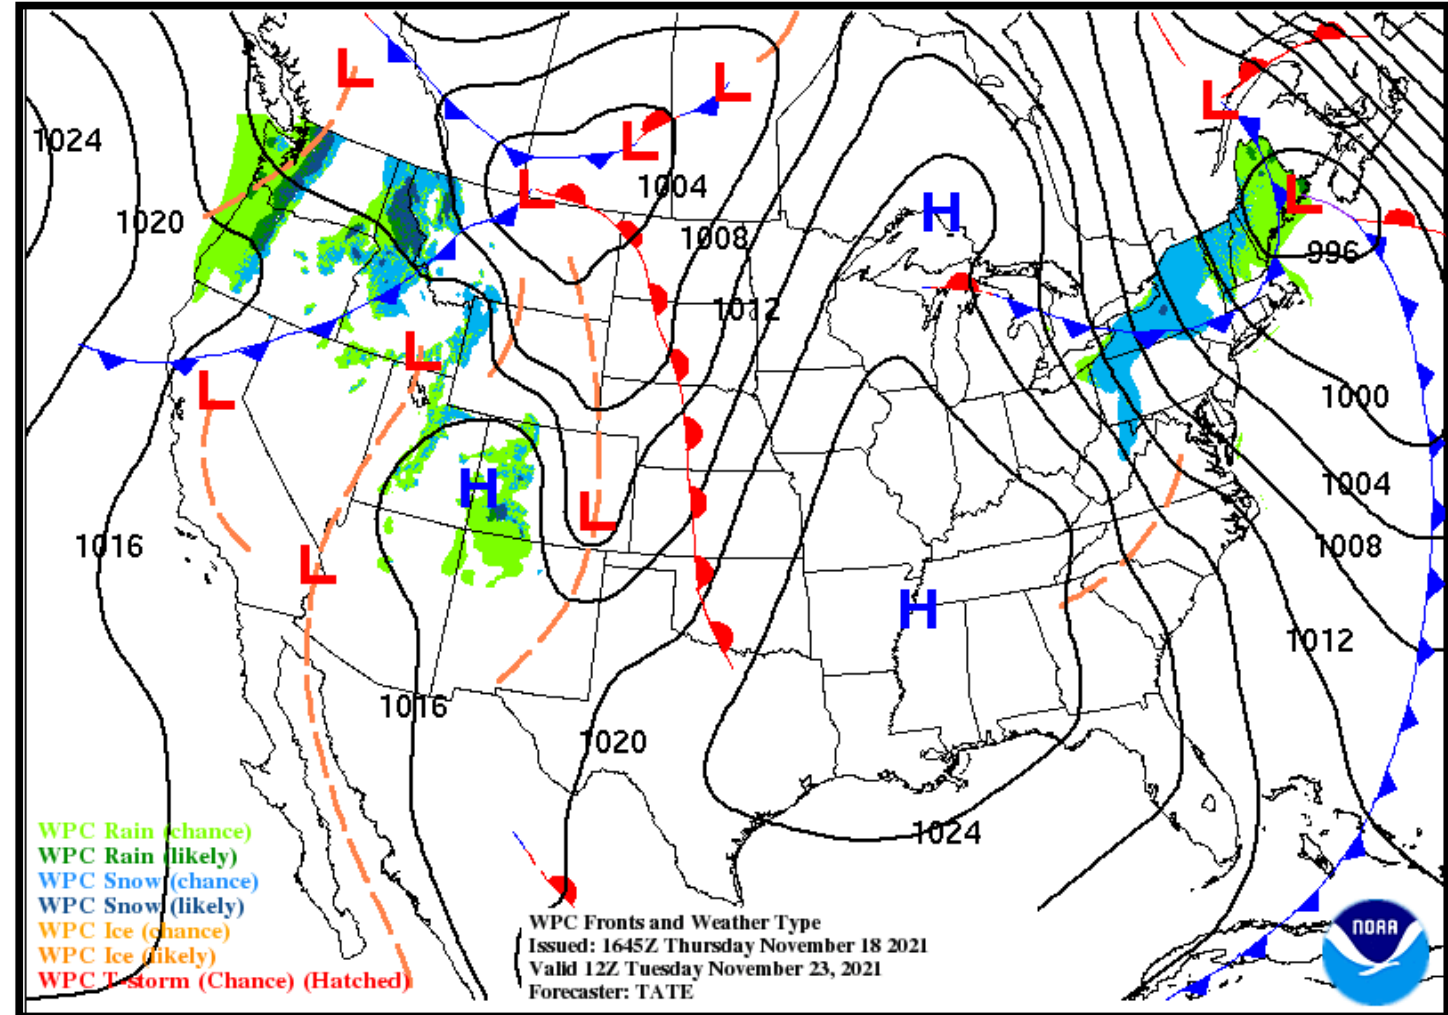 L
L
L
1024
L
L
1004
L
1020
H
1008
996
1012
L
L
1000
H
1004
L
1016
1008
L
H
1012
1016
1020
WPC Rain (chance)
1024
WPC Rain (likely)
WPC Snow (chance)
WPC Snow (likely)
WPC Ice (chance)
WPC Ice (likely)
WPC T-storm (Chance) (Hatched)
WPC Fronts and Weather Type
Issued: 1645Z Thursday November 18 2021
Valid 12Z Tuesday November 23, 2021
Forecaster: TATE
NOAA